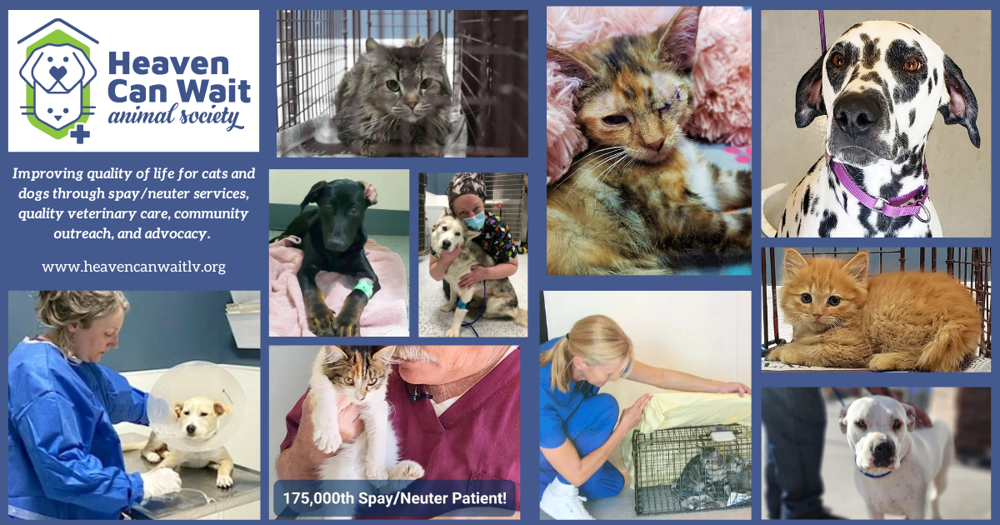 Heaven
Can Wait
animal society
Improving quality of life for cats and
dogs through spay/neuter services,
quality veterinary care, community
outreach, and advocacy.
www.heavencanwaitlv.org
175,000th Spay/Neuter Patient!